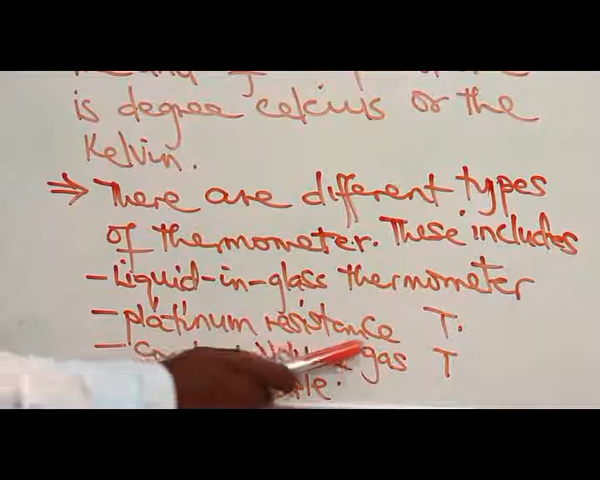 is degree celcius or the
Kelvin.
⇒ There are different types
of thermometer. These includes
- Liquid-in-glass thermometer
- platinum resistance T.
- gas T